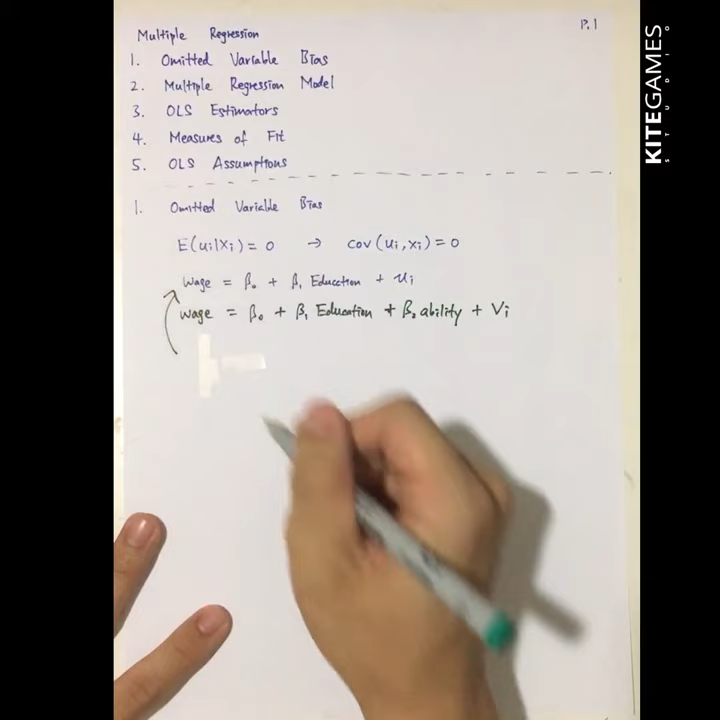 P.1
Multiple Regression
1. Omitted Variable Bias
2. Multiple Regression Model
3. OLS Estimators
4. Measures of Fit
5. OLS Assumptions
1. Omitted Variable Bias
E(ui|xi) = 0 → cov(ui, xi) = 0
Wage = β₀ + β₁ Education + ui
Wage = β₀ + β₁ Education + β₂ ability + Vi
KITEGAMES
STUDIO